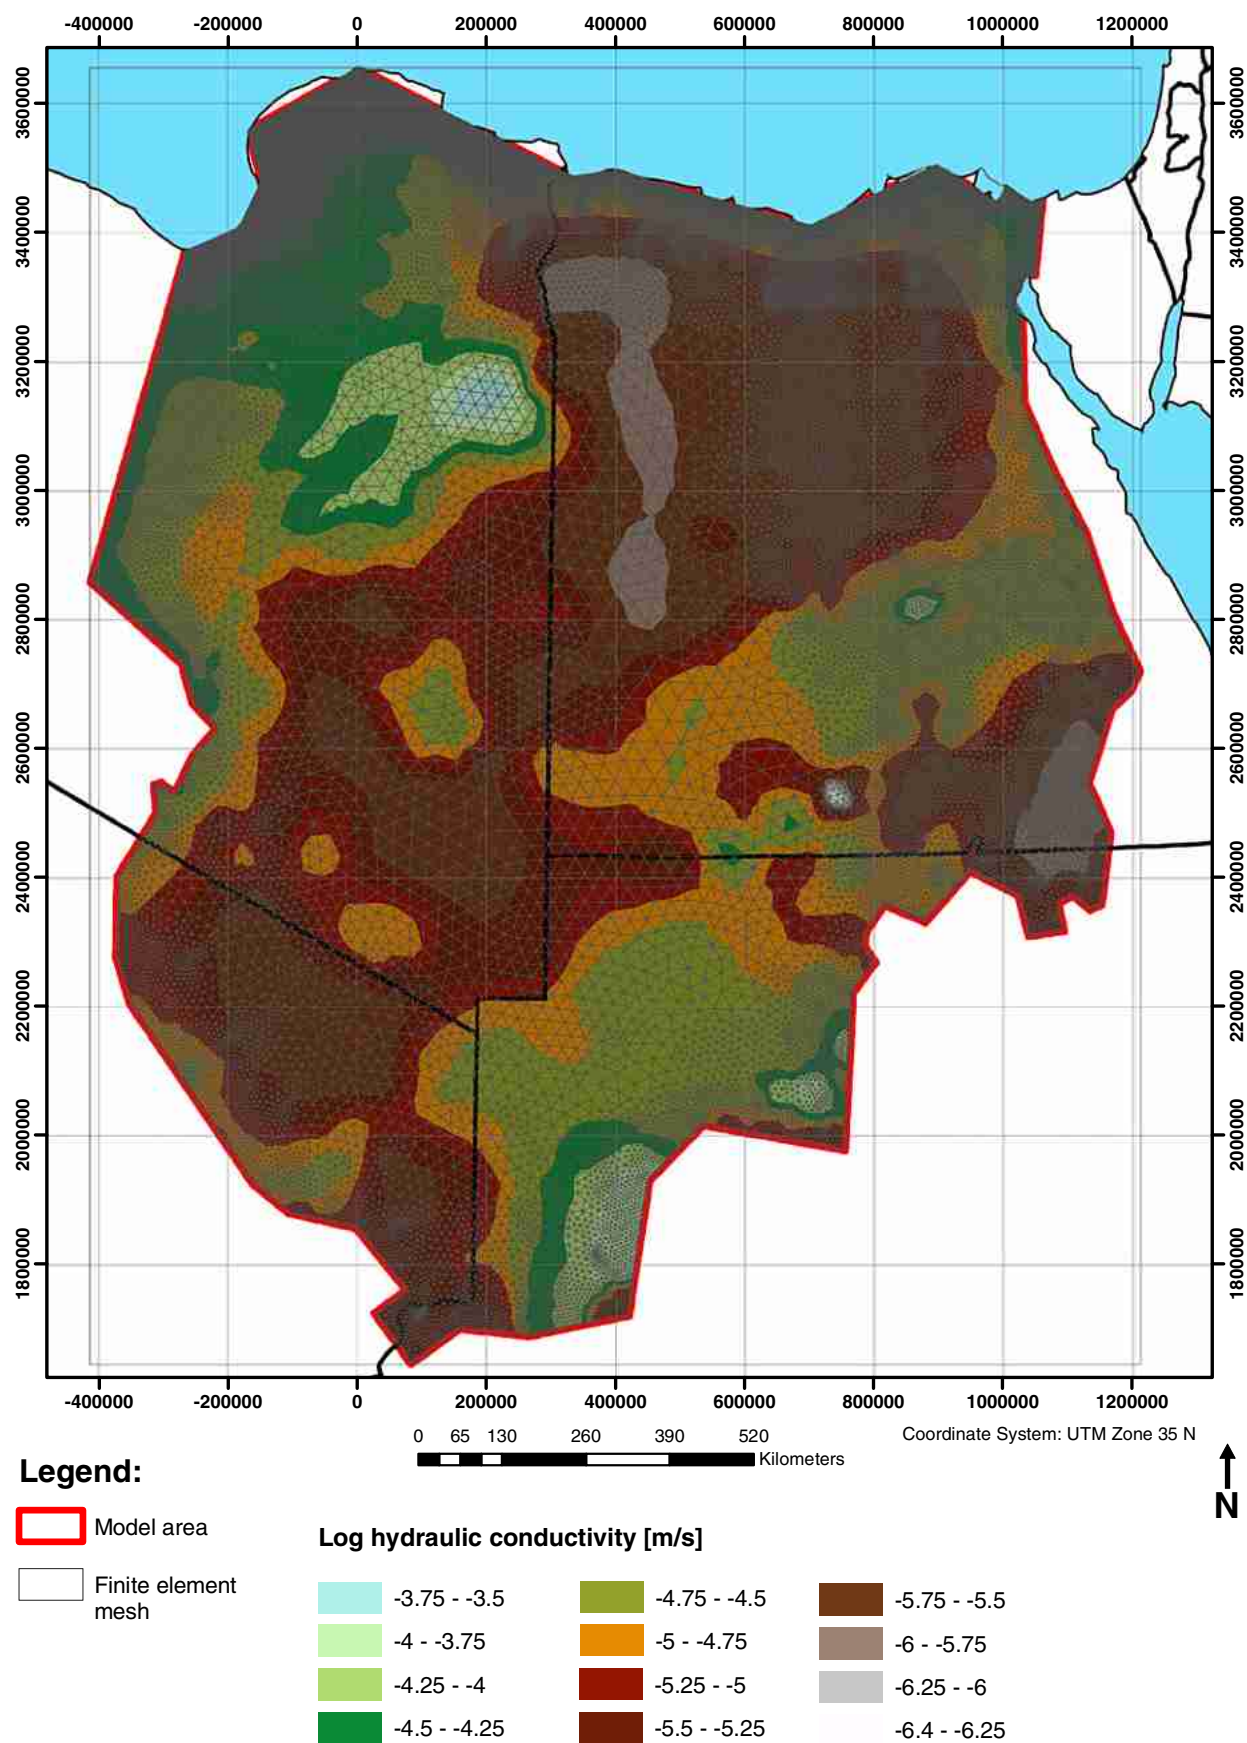 -400000 -200000 0 200000 400000 600000 800000 1000000 1200000
3600000 3600000
3400000 3400000
3200000 3200000
3000000 3000000
2800000 2800000
2600000 2600000
2400000 2400000
2200000 2200000
2000000 2000000
1800000 1800000
-400000 -200000 0 200000 400000 600000 800000 1000000 1200000
0 65 130 260 390 520
Kilometers
Coordinate System: UTM Zone 35 N
N
Legend:
Model area
Finite element
mesh
Log hydraulic conductivity [m/s]
-3.75 - -3.5
-4 - -3.75
-4.25 - -4
-4.5 - -4.25
-4.75 - -4.5
-5 - -4.75
-5.25 - -5
-5.5 - -5.25
-5.75 - -5.5
-6 - -5.75
-6.25 - -6
-6.4 - -6.25